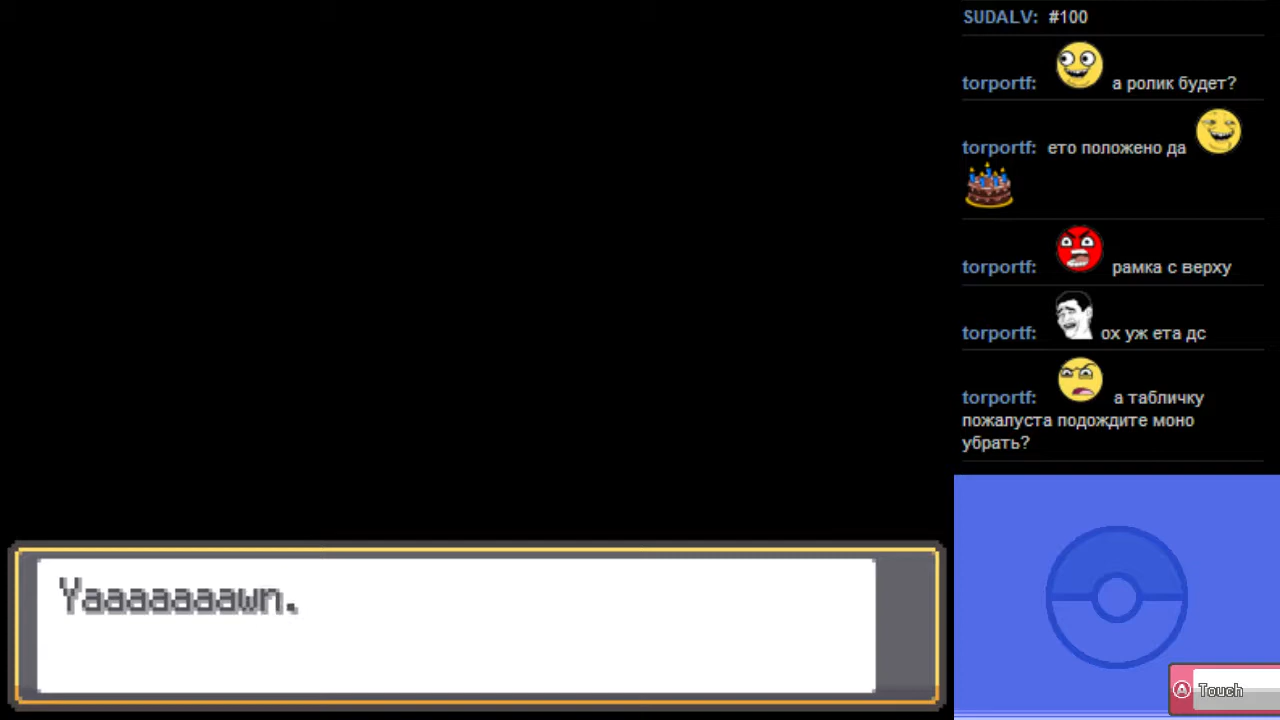 Yaaaaaaawn.
SUDALV: #100
torportf: а ролик будет?
torportf: ето положено да
torportf: рамка с верху
torportf: ох уж ета дс
torportf: а табличку
пожалуста подождите моно
убрать?
A Touch